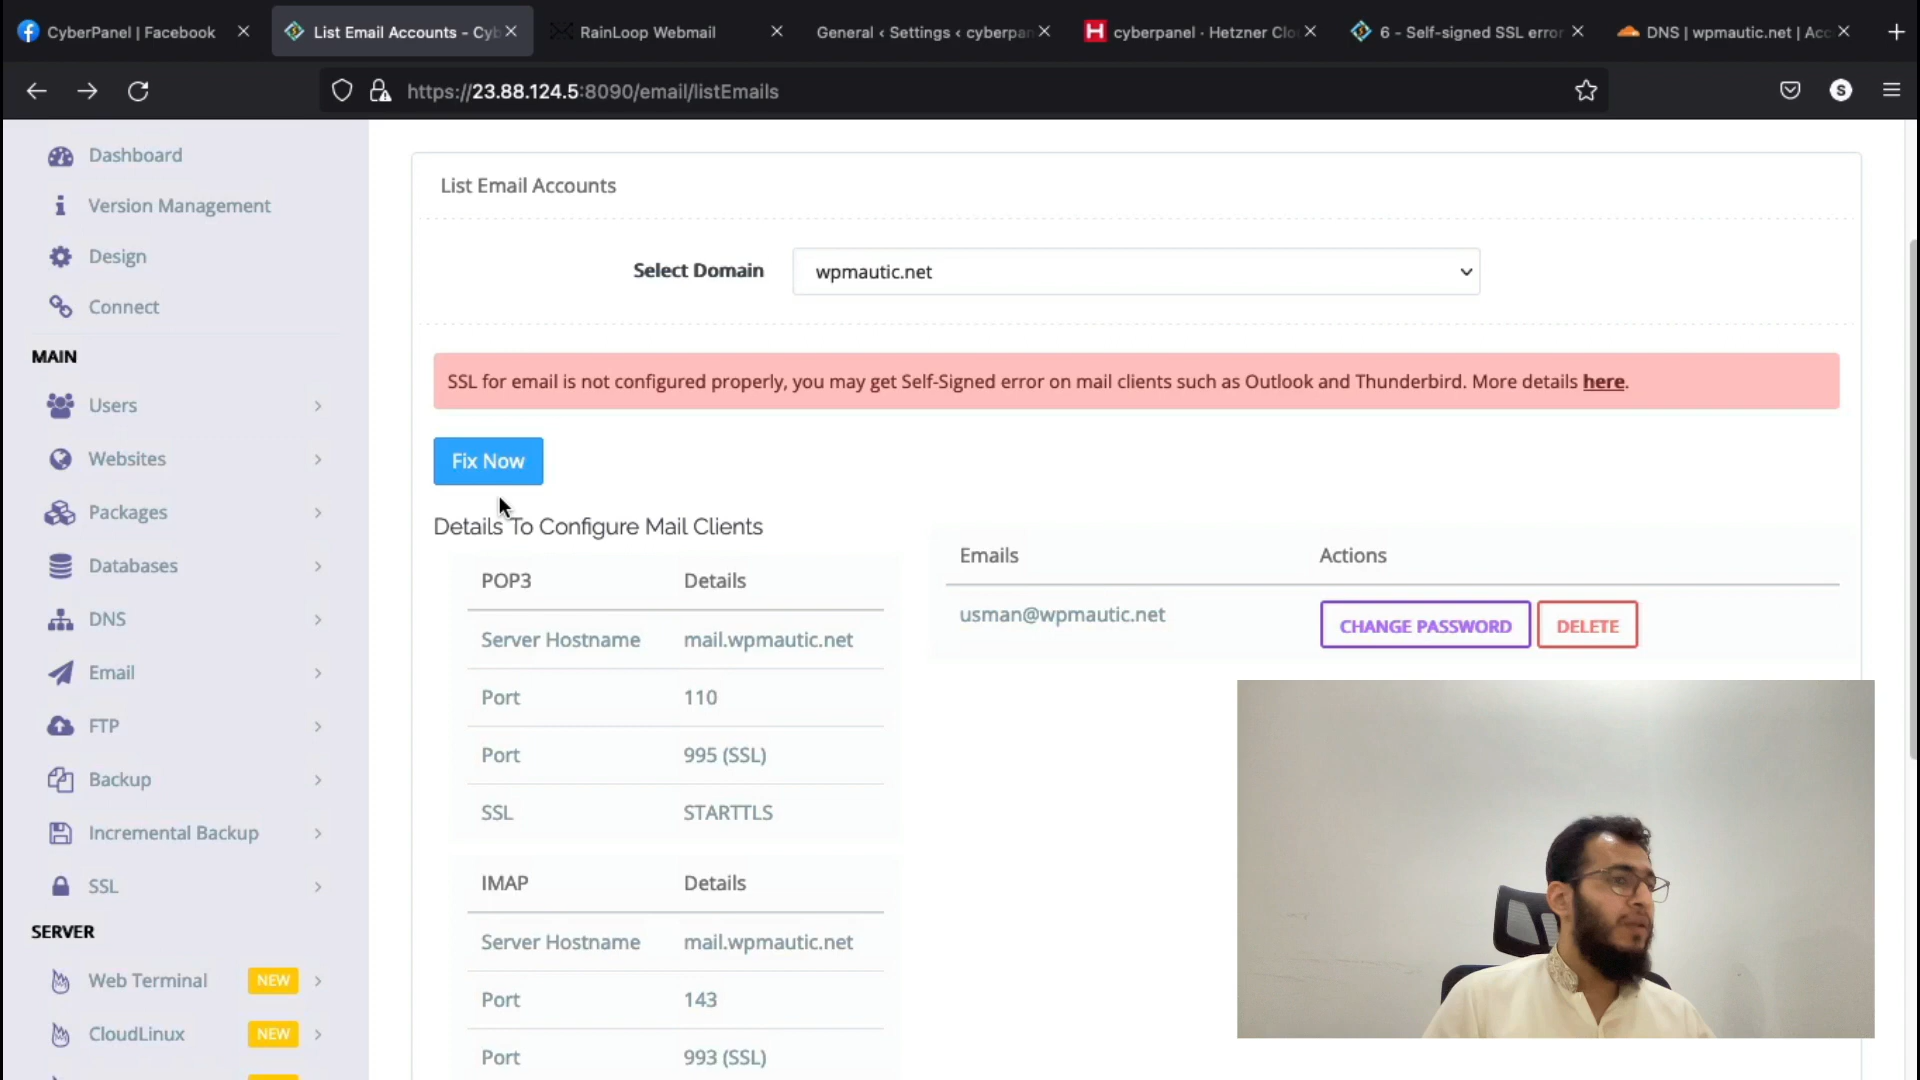 CyberPanel | Facebook
List Email Accounts - Cyb
RainLoop Webmail
General ‹ Settings ‹ cyberpan
cyberpanel · Hetzner Clo
6 - Self-signed SSL error
DNS | wpmautic.net | Acc
https://23.88.124.5:8090/email/listEmails
S
Dashboard
Version Management
Design
Connect
MAIN
Users
Websites
Packages
Databases
DNS
Email
FTP
Backup
Incremental Backup
SSL
SERVER
Web Terminal NEW
CloudLinux NEW
List Email Accounts
Select Domain wpmautic.net
SSL for email is not configured properly, you may get Self-Signed error on mail clients such as Outlook and Thunderbird. More details here.
Fix Now
Details To Configure Mail Clients
POP3 Details
Server Hostname mail.wpmautic.net
Port 110
Port 995 (SSL)
SSL STARTTLS
IMAP Details
Server Hostname mail.wpmautic.net
Port 143
Port 993 (SSL)
Emails Actions
usman@wpmautic.net CHANGE PASSWORD DELETE